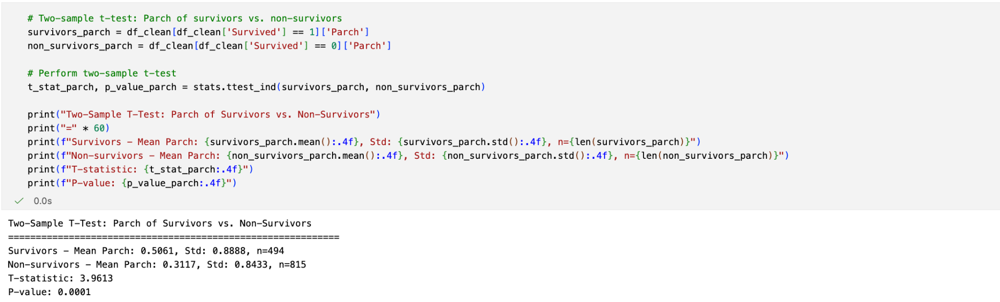 # Two-sample t-test: Parch of survivors vs. non-survivors
survivors_parch = df_clean[df_clean['Survived'] == 1]['Parch']
non_survivors_parch = df_clean[df_clean['Survived'] == 0]['Parch']
# Perform two-sample t-test
t_stat_parch, p_value_parch = stats.ttest_ind(survivors_parch, non_survivors_parch)
print("Two-Sample T-Test: Parch of Survivors vs. Non-Survivors")
print("=" * 60)
print(f"Survivors - Mean Parch: {survivors_parch.mean():.4f}, Std: {survivors_parch.std():.4f}, n={len(survivors_parch)}")
print(f"Non-survivors - Mean Parch: {non_survivors_parch.mean():.4f}, Std: {non_survivors_parch.std():.4f}, n={len(non_survivors_parch)}")
print(f"T-statistic: {t_stat_parch:.4f}")
print(f"P-value: {p_value_parch:.4f}")
✓ 0.0s
Two-Sample T-Test: Parch of Survivors vs. Non-Survivors
============================================================
Survivors - Mean Parch: 0.5061, Std: 0.8888, n=494
Non-survivors - Mean Parch: 0.3117, Std: 0.8433, n=815
T-statistic: 3.9613
P-value: 0.0001